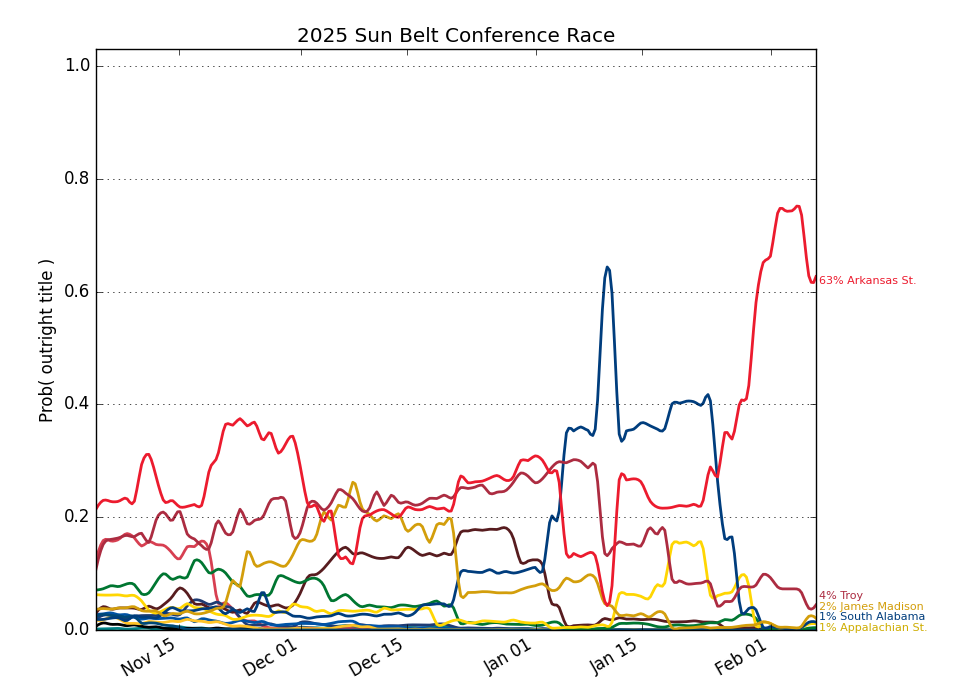 2025 Sun Belt Conference Race
1.0
0.8
0.6
0.4
0.2
0.0
Prob( outright title )
63% Arkansas St.
4% Troy
2% James Madison
1% South Alabama
1% Appalachian St.
Nov 15
Dec 01
Dec 15
Jan 01
Jan 15
Feb 01